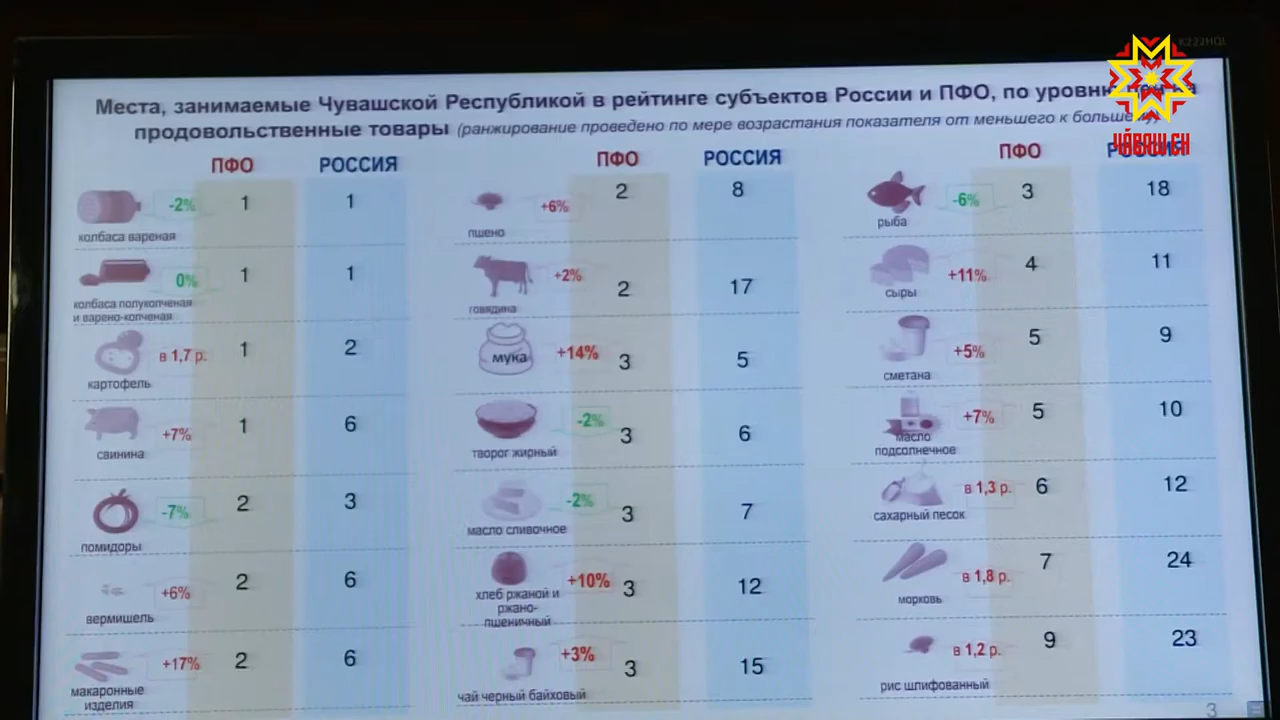 K222HQL
Места, занимаемые Чувашской Республикой в рейтинге субъектов России и ПФО, по уровню
продовольственные товары (ранжирование проведено по мере возрастания показателя от меньшего к большему)
ЧӐВАШ ЕН
ПФО РОССИЯ
колбаса вареная -2% 1 1
колбаса полукопченая
и варено-копченая 0% 1 1
картофель в 1,7 р. 1 2
свинина +7% 1 6
помидоры -7% 2 3
вермишель +6% 2 6
макаронные
изделия +17% 2 6
ПФО РОССИЯ
пшено +6% 2 8
говядина +2% 2 17
мука +14% 3 5
творог жирный -2% 3 6
масло сливочное -2% 3 7
хлеб ржаной и
ржано-
пшеничный +10% 3 12
чай черный байховый +3% 3 15
ПФО РОССИЯ
рыба -6% 3 18
сыры +11% 4 11
сметана +5% 5 9
масло
подсолнечное +7% 5 10
сахарный песок в 1,3 р. 6 12
морковь в 1,8 р. 7 24
рис шлифованный в 1,2 р. 9 23
3